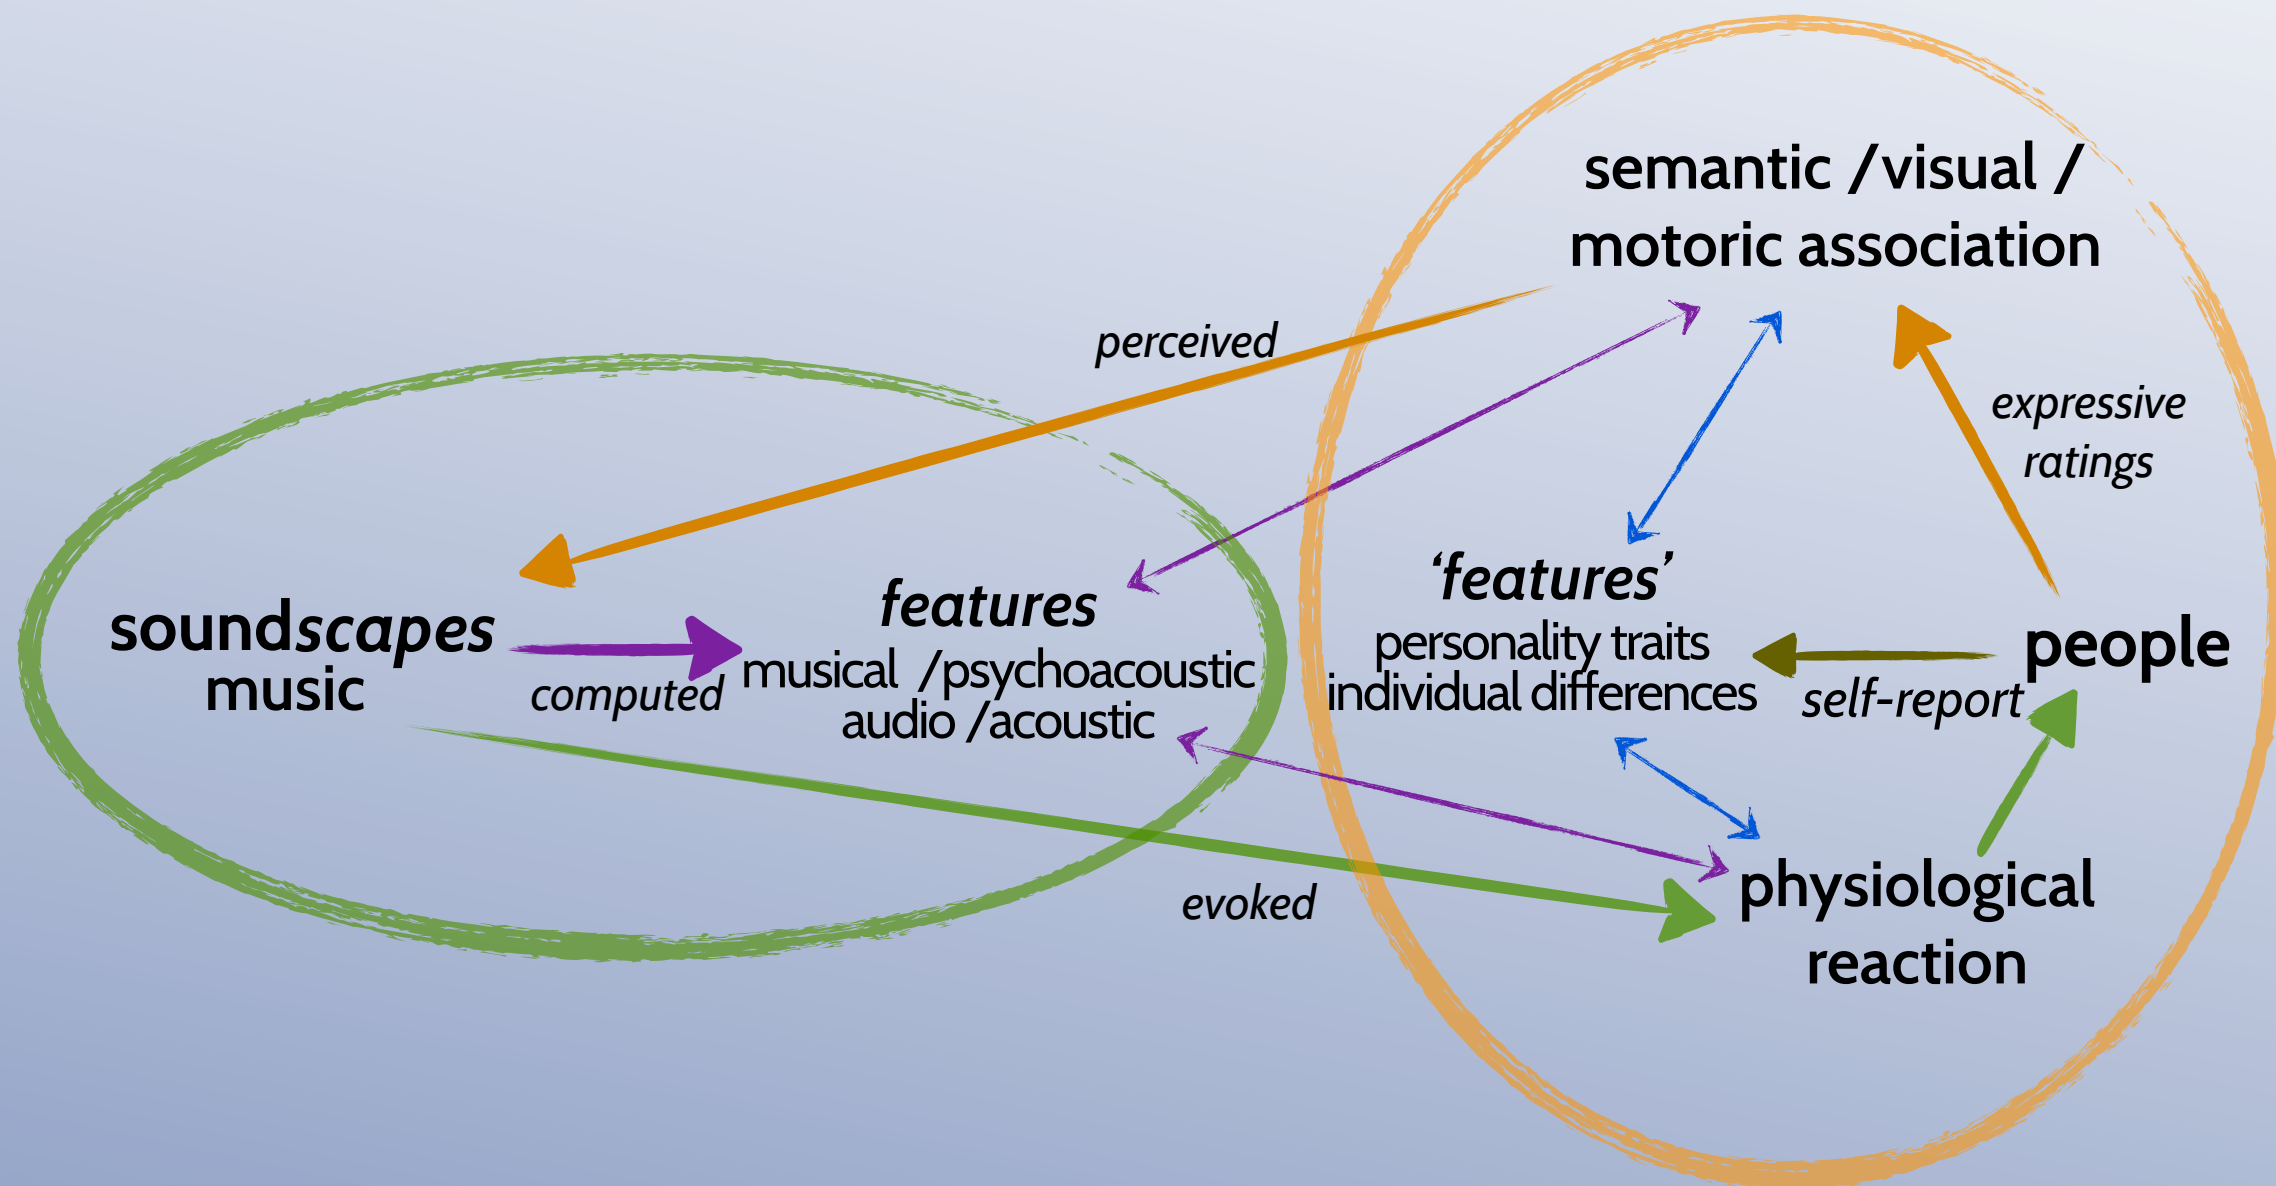 semantic /visual /
motoric association
perceived
expressive
ratings
soundscapes
music
computed
features
musical /psychoacoustic
audio /acoustic
‘features’
personality traits
individual differences
self-report
people
evoked
physiological
reaction